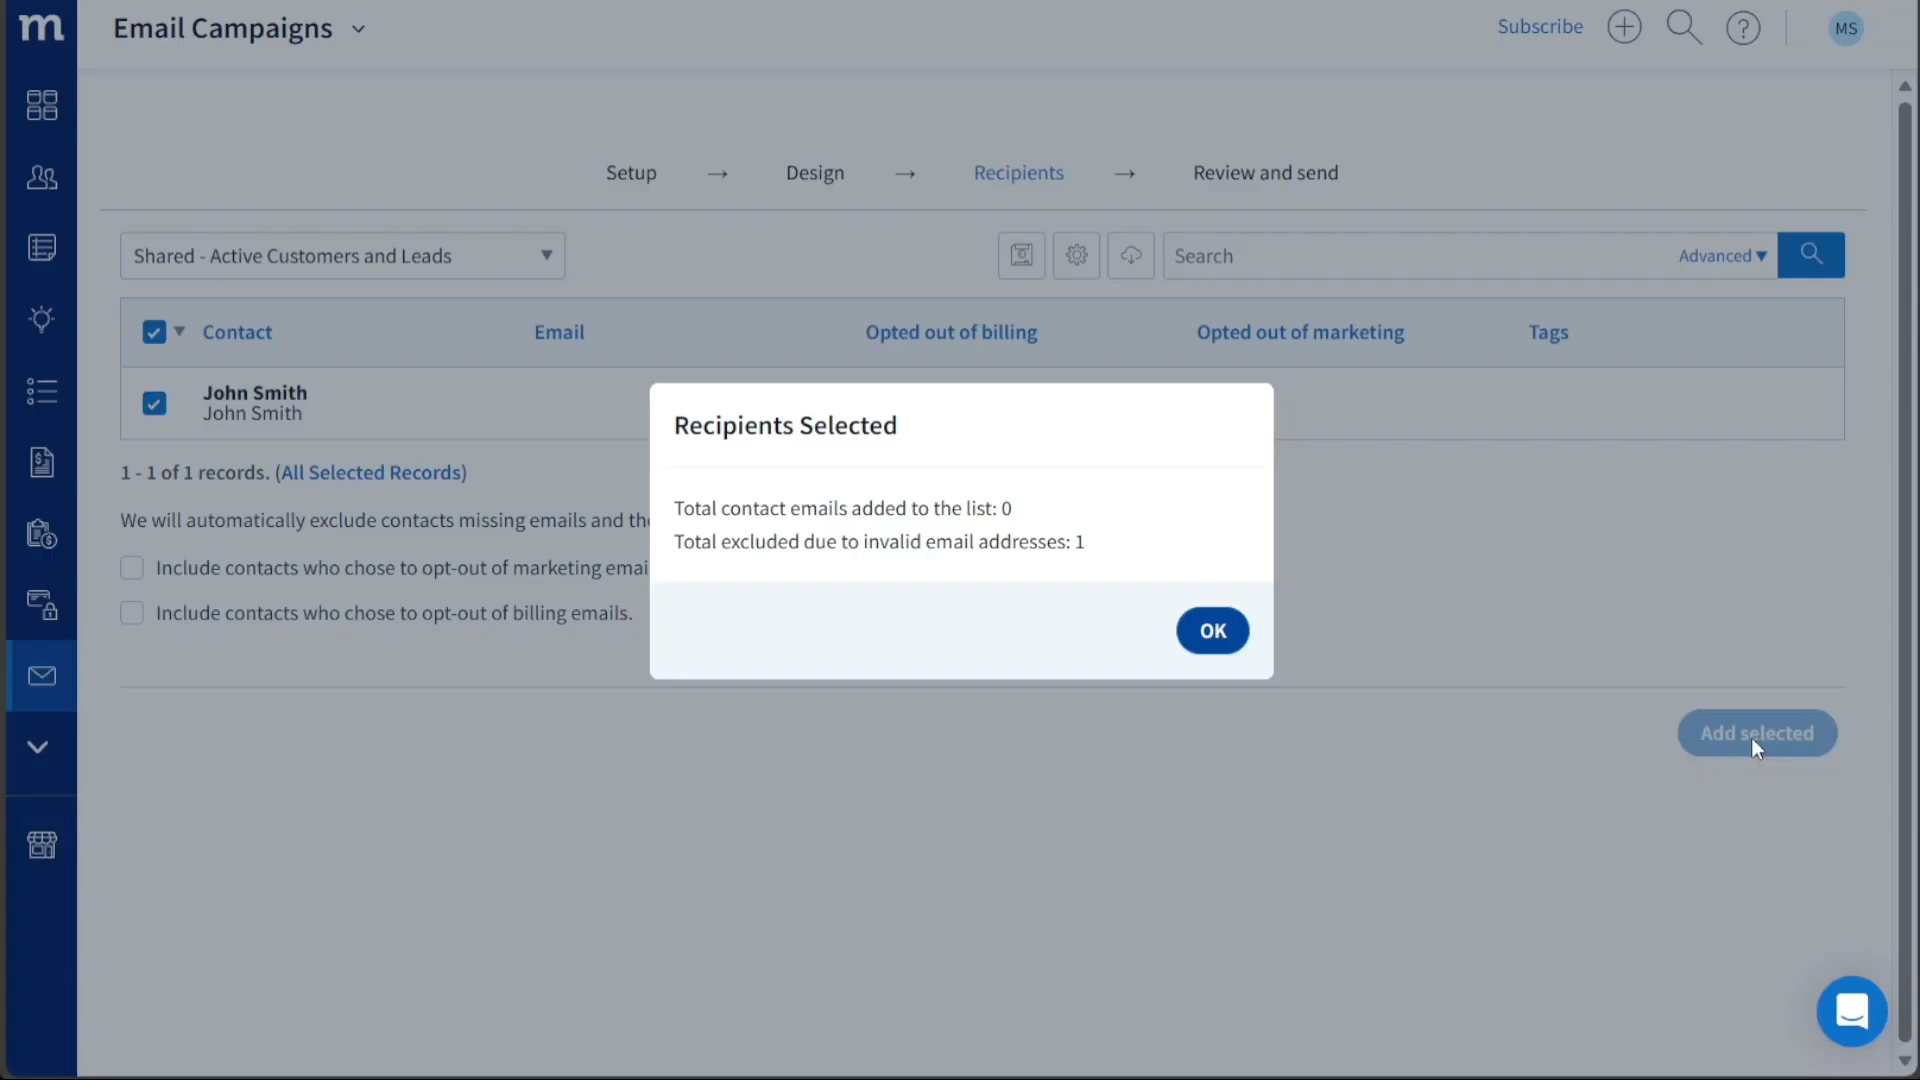 m
Email Campaigns
Subscribe
?
MS
Setup → Design → Recipients → Review and send
Shared - Active Customers and Leads
Search
Advanced ▼
Contact Email Opted out of billing Opted out of marketing Tags
John Smith
John Smith
1 - 1 of 1 records. (All Selected Records)
We will automatically exclude contacts missing emails and
Include contacts who chose to opt-out of marketing
Include contacts who chose to opt-out of billing emails.
Recipients Selected
Total contact emails added to the list: 0
Total excluded due to invalid email addresses: 1
OK
Add selected